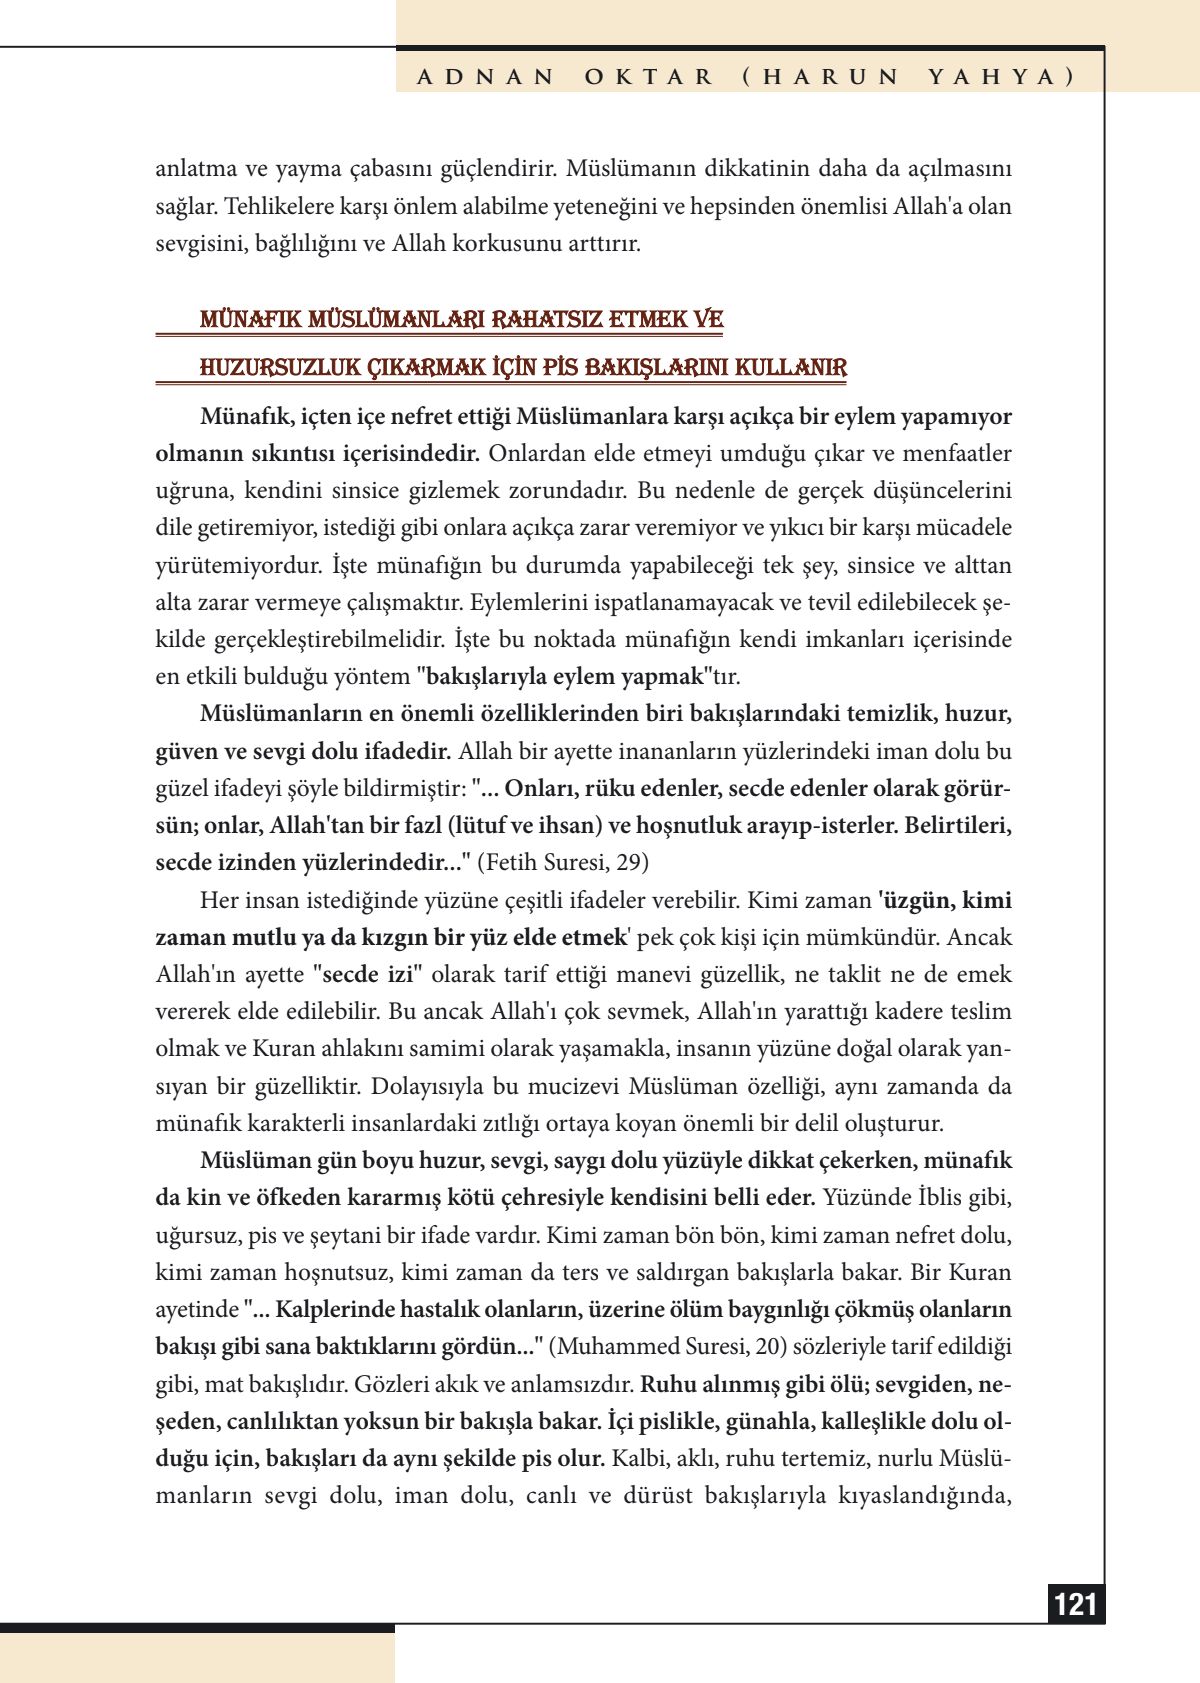 ADNAN OKTAR (HARUN YAHYA)
anlatma ve yayma çabasını güçlendirir. Müslümanın dikkatinin daha da açılmasını
sağlar. Tehlikelere karşı önlem alabilme yeteneğini ve hepsinden önemlisi Allah'a olan
sevgisini, bağlılığını ve Allah korkusunu arttırır.
MÜNAFIK MÜSLÜMANLARI RAHATSIZ ETMEK VE
HUZURSUZLUK ÇIKARMAK İÇİN PİS BAKIŞLARINI KULLANIR
Münafık, içten içe nefret ettiği Müslümanlara karşı açıkça bir eylem yapamıyor
olmanın sıkıntısı içerisindedir. Onlardan elde etmeyi umduğu çıkar ve menfaatler
uğruna, kendini sinsice gizlemek zorundadır. Bu nedenle de gerçek düşüncelerini
dile getiremiyor, istediği gibi onlara açıkça zarar veremiyor ve yıkıcı bir karşı mücadele
yürütemiyordur. İşte münafığın bu durumda yapabileceği tek şey, sinsice ve alttan
alta zarar vermeye çalışmaktır. Eylemlerini ispatlanamayacak ve tevil edilebilecek şe-
kilde gerçekleştirebilmelidir. İşte bu noktada münafığın kendi imkanları içerisinde
en etkili bulduğu yöntem "bakışlarıyla eylem yapmak"tır.
Müslümanların en önemli özelliklerinden biri bakışlarındaki temizlik, huzur,
güven ve sevgi dolu ifadedir. Allah bir ayette inananların yüzlerindeki iman dolu bu
güzel ifadeyi şöyle bildirmiştir: "... Onları, rüku edenler, secde edenler olarak görür-
sün; onlar, Allah'tan bir fazl (lütuf ve ihsan) ve hoşnutluk arayıp-isterler. Belirtileri,
secde izinden yüzlerindedir..." (Fetih Suresi, 29)
Her insan istediğinde yüzüne çeşitli ifadeler verebilir. Kimi zaman 'üzgün, kimi
zaman mutlu ya da kızgın bir yüz elde etmek' pek çok kişi için mümkündür. Ancak
Allah'ın ayette "secde izi" olarak tarif ettiği manevi güzellik, ne taklit ne de emek
vererek elde edilebilir. Bu ancak Allah'ı çok sevmek, Allah'ın yarattığı kadere teslim
olmak ve Kuran ahlakını samimi olarak yaşamakla, insanın yüzüne doğal olarak yan-
sıyan bir güzelliktir. Dolayısıyla bu mucizevi Müslüman özelliği, aynı zamanda da
münafık karakterli insanlardaki zıtlığı ortaya koyan önemli bir delil oluşturur.
Müslüman gün boyu huzur, sevgi, saygı dolu yüzüyle dikkat çekerken, münafık
da kin ve öfkeden kararmış kötü çehresiyle kendisini belli eder. Yüzünde İblis gibi,
uğursuz, pis ve şeytani bir ifade vardır. Kimi zaman bön bön, kimi zaman nefret dolu,
kimi zaman hoşnutsuz, kimi zaman da ters ve saldırgan bakışlarla bakar. Bir Kuran
ayetinde "... Kalplerinde hastalık olanların, üzerine ölüm baygınlığı çökmüş olanların
bakışı gibi sana baktıklarını gördün..." (Muhammed Suresi, 20) sözleriyle tarif edildiği
gibi, mat bakışlıdır. Gözleri akık ve anlamsızdır. Ruhu alınmış gibi ölü; sevgiden, ne-
şeden, canlılıktan yoksun bir bakışla bakar. İçi pislikle, günahla, kalleşlikle dolu ol-
duğu için, bakışları da aynı şekilde pis olur. Kalbi, aklı, ruhu tertemiz, nurlu Müslü-
manların sevgi dolu, iman dolu, canlı ve dürüst bakışlarıyla kıyaslandığında,
121